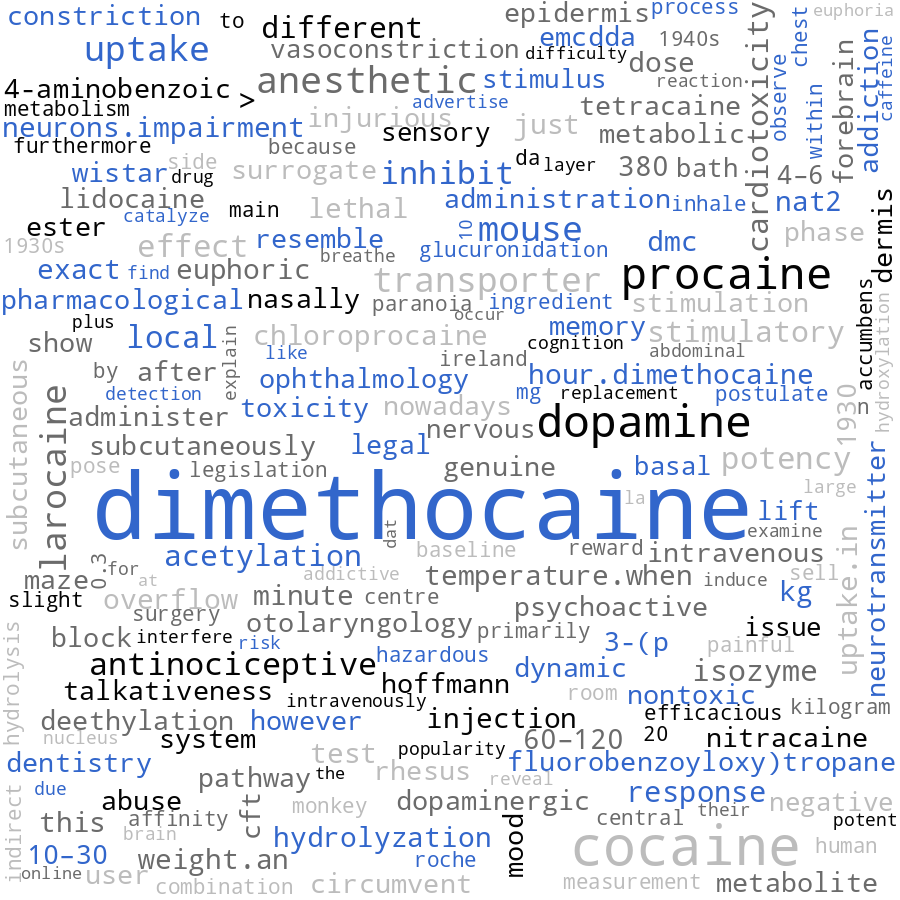 constriction to different epidermis process euphoria
uptake vasoconstriction emcdda 1940s
difficulty dose
4-aminobenzoic > anesthetic stimulus reaction
metabolism advertise tetracaine
neurons.impairment injurious sensory just metabolic
furthermore because da layer 380 bath 4–6
wistar side drug surrogate inhibit
lidocaine catalyze main lethal administration inhale nat2
ester 10 mouse phase
1930s effect resemble glucuronidation dmc
exact find euphoric breathe transporter procaine
pharmacological nasally paranoia ingredient stimulation
occur
plus local chloroprocaine memory stimulatory
show like ireland cognition abdominal
by after explain ophthalmology hour.dimethocaine
detection toxicity nowadays mg replacement postulate n
administer nervous dopamine
subcutaneously legal genuine basal potency
pose legislation large
dimethocaine la lift
dat examine
acetylation baseline reward intravenous
maze 0.3 for at addictive temperature.when induce sell
slight overflow minute centre kg
surgery otolaryngology psychoactive issue
block interfere risk primarily 3-(p painful
antinociceptive hazardous dynamic isozyme
talkativeness hoffmann room nontoxic
intravenously efficacious kilogram
deethylation however injection 60–120 20 nitracaine
nucleus system test popularity
dentistry pathway the rhesus reveal fluorobenzoyloxy)tropane
due abuse monkey dopaminergic response negative
this affinity cft central their potent
brain hydrolyzation mood cocaine human
10–30 weight.an roche
online user combination circumvent measurement metabolite
cardiotoxicity
observe
chest
within
forebrain
addiction
caffeine
dermis
accumbens
hydroxylation
1930
neurotransmitter
uptake.in
subcutaneous
larocaine
hydrolysis
indirect